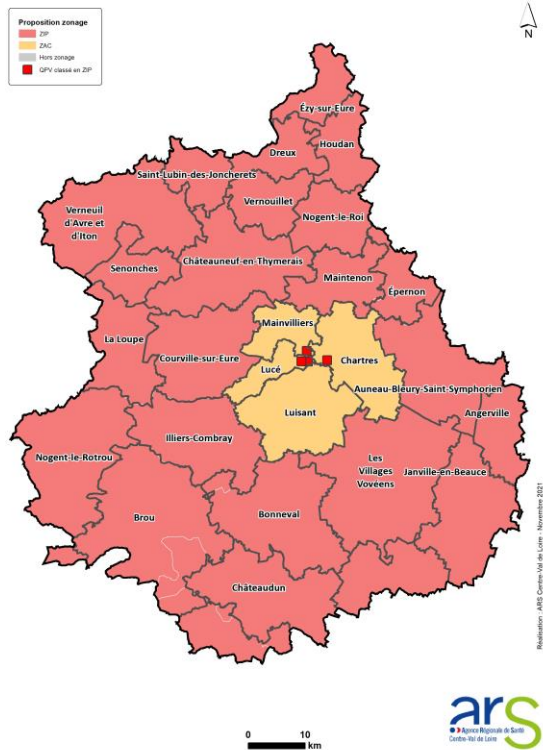 Proposition zonage
ZIP
ZAC
Hors zonage
QPV classé en ZIP
N
Ézy-sur-Eure
Houdan
Dreux
Saint-Lubin-des-Joncherets
Vernouillet
Verneuil
d'Avre et
d'Iton
Nogent-le-Roi
Châteauneuf-en-Thymerais
Senonches
Maintenon
Épernon
Mainvilliers
La Loupe
Courville-sur-Eure
Chartres
Lucé
Auneau-Bleury-Saint-Symphorien
Luisant
Angerville
Illiers-Combray
Nogent-le-Rotrou
Les
Villages
Vovéens
Janville-en-Beauce
Brou
Bonneval
Châteaudun
Réalisation : ARS Centre-Val de Loire - Novembre 2021
0 10
km
ars
Agence Régionale de Santé
Centre-Val de Loire